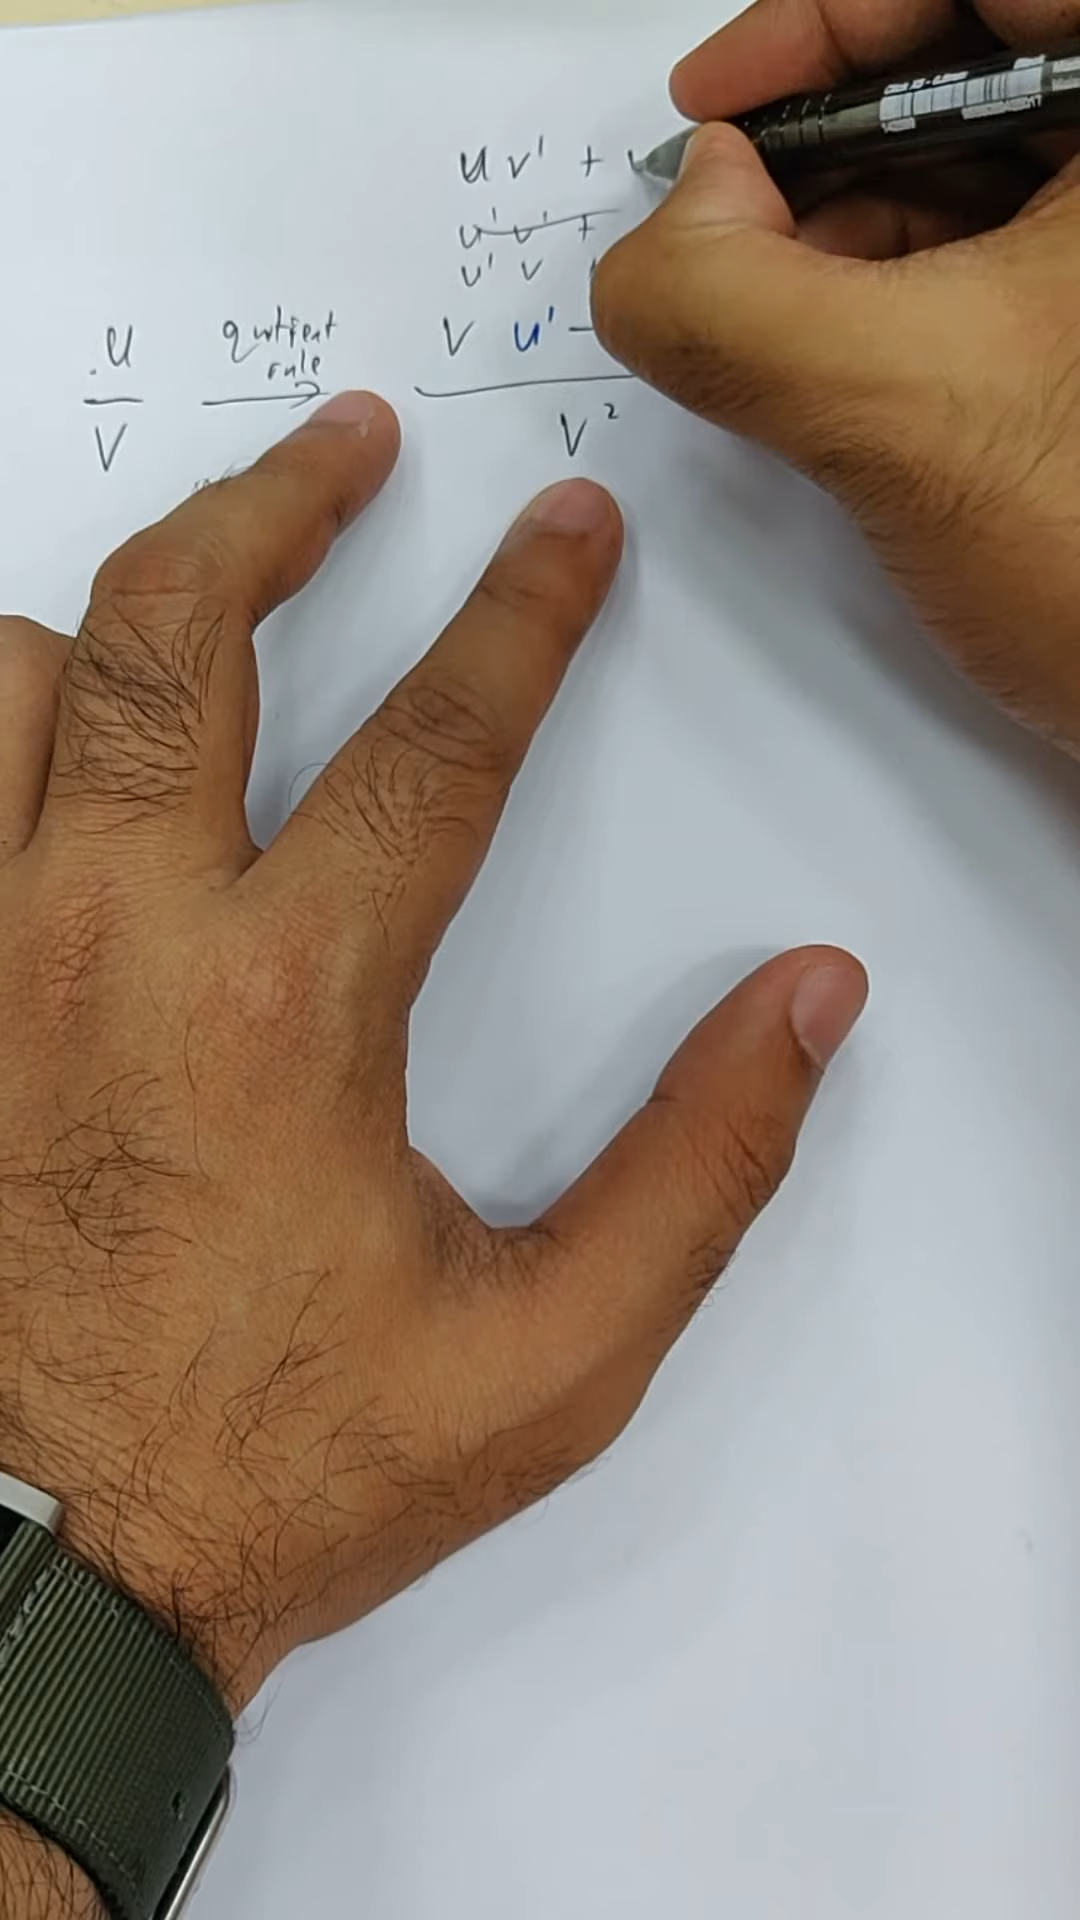 u v' + v
u' v' +
u' v
u quotient v u' –
rule
v v²